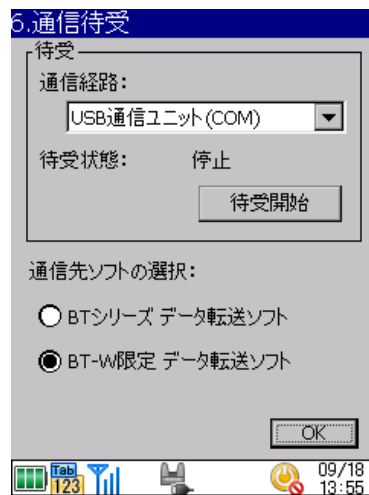 6.通信待受
待受
通信経路:
USB通信ユニット(COM)
待受状態: 停止
待受開始
通信先ソフトの選択:
BTシリーズ データ転送ソフト
BT-W限定 データ転送ソフト
OK
Tab
123
09/18
13:55